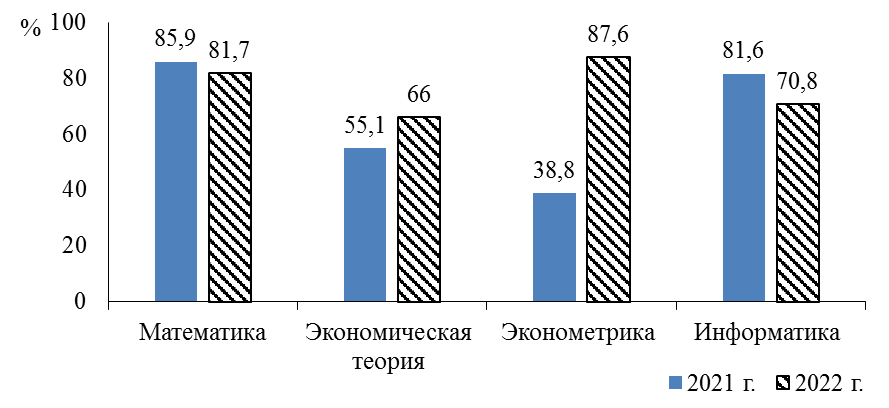 % 100
85,9
81,7
87,6
81,6
80
70,8
66
60
55,1
40
38,8
20
0
Математика
Экономическая
теория
Эконометрика
Информатика
2021 г.
2022 г.